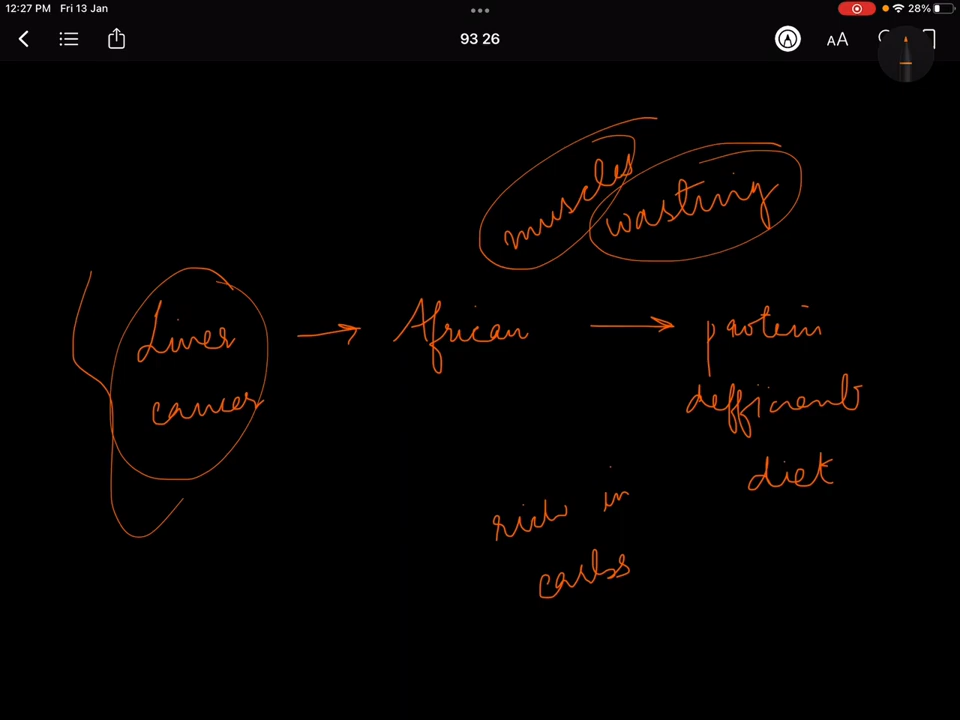 12:27 PM Fri 13 Jan
28%
93 26
AA
muscles wasting
Liver cancer → African → protein defficient diet
rich in carbs